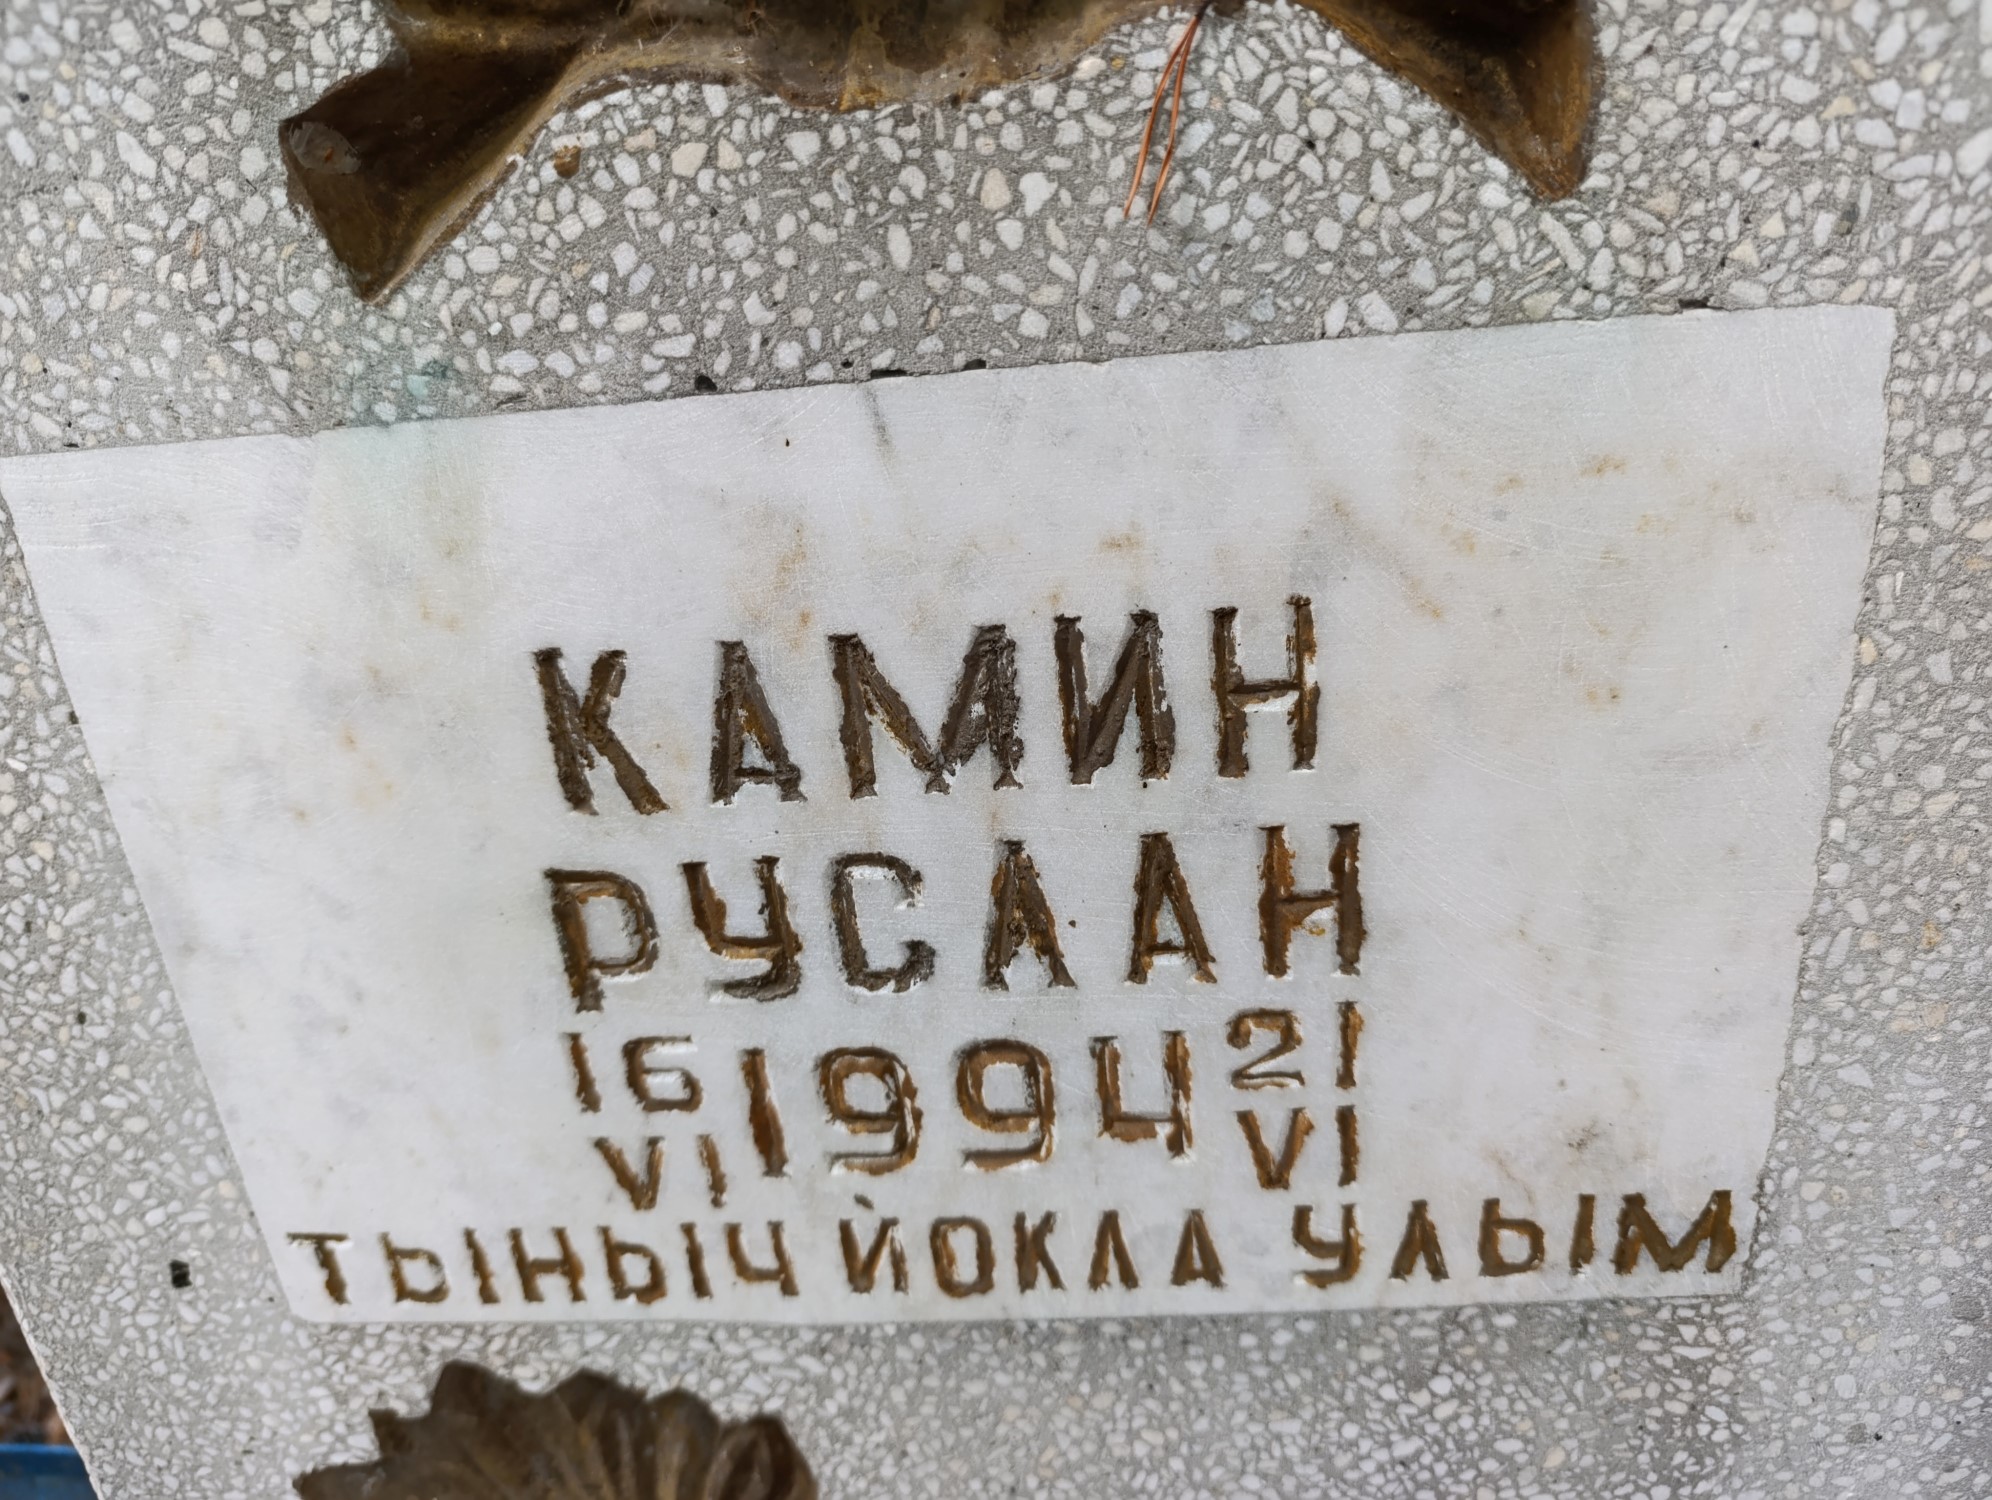 КАМИН
РУСЛАН
16 1994 21
VI VI
ТЫНЫЧ ЙОКЛА УЛЫМ